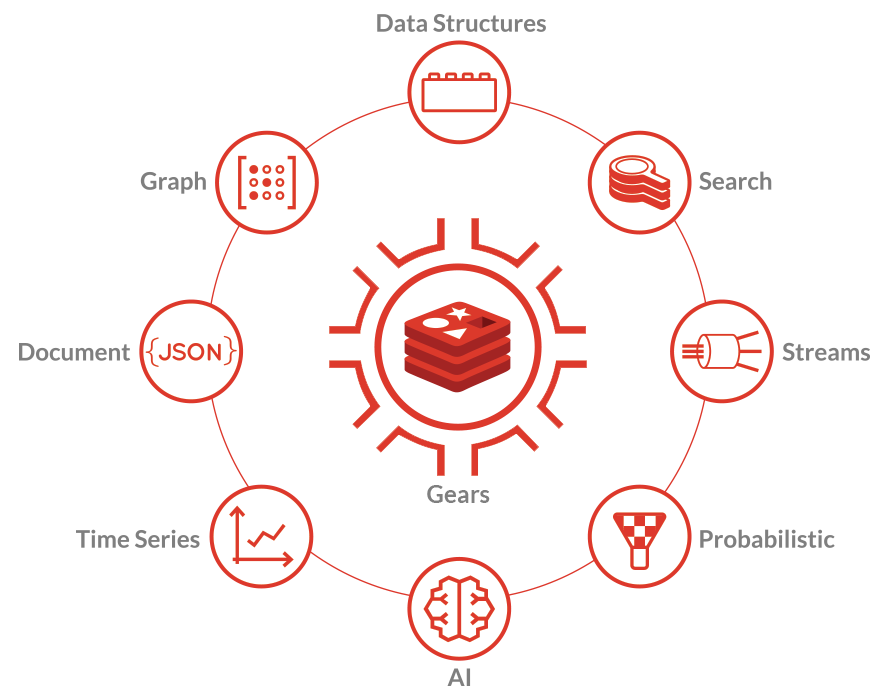 Data Structures
Graph
Search
Document
{JSON}
Streams
Gears
Time Series
Probabilistic
AI